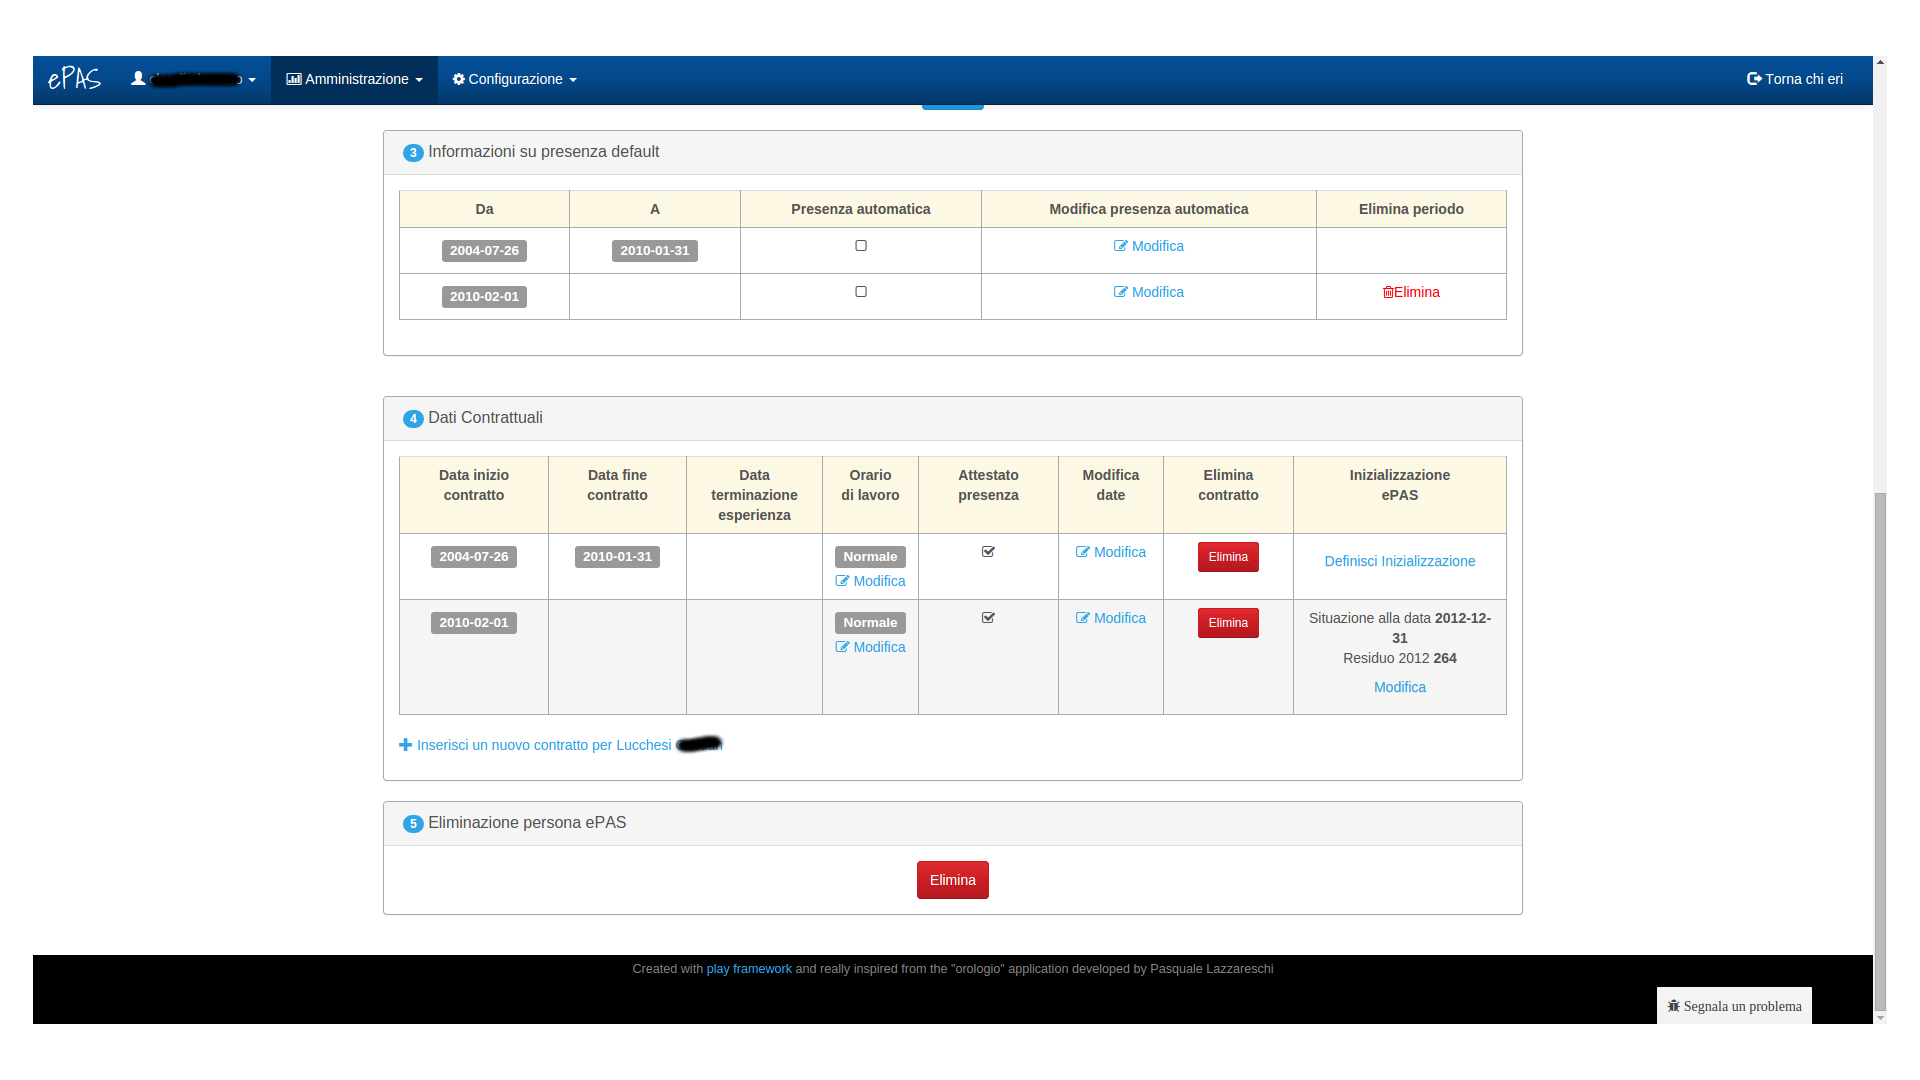 ePAS
Amministrazione
Configurazione
Torna chi eri
3 Informazioni su presenza default
Da A Presenza automatica Modifica presenza automatica Elimina periodo
2004-07-26 2010-01-31 Modifica
2010-02-01 Modifica Elimina
4 Dati Contrattuali
Data inizio contratto Data fine contratto Data terminazione esperienza Orario di lavoro Attestato presenza Modifica date Elimina contratto Inizializzazione ePAS
2004-07-26 2010-01-31 Normale Modifica Modifica Elimina Definisci Inizializzazione
2010-02-01 Normale Modifica Modifica Elimina Situazione alla data 2012-12-31
Residuo 2012 264
Modifica
Inserisci un nuovo contratto per Lucchesi
5 Eliminazione persona ePAS
Elimina
Created with play framework and really inspired from the "orologio" application developed by Pasquale Lazzareschi
Segnala un problema